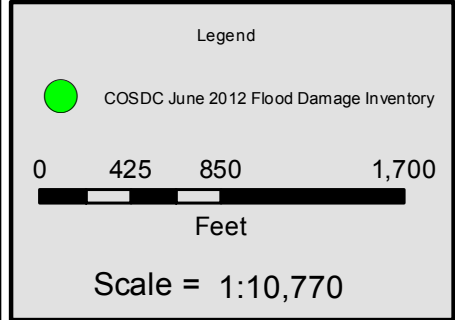 Legend
COSDC June 2012 Flood Damage Inventory
0 425 850 1,700
Feet
Scale = 1:10,770